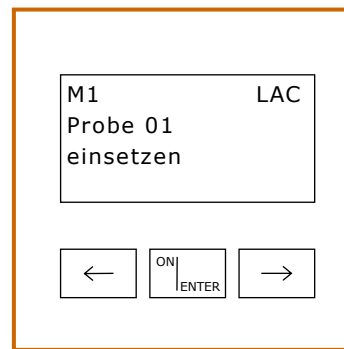 M1 LAC
Probe 01
einsetzen
← ON ENTER →